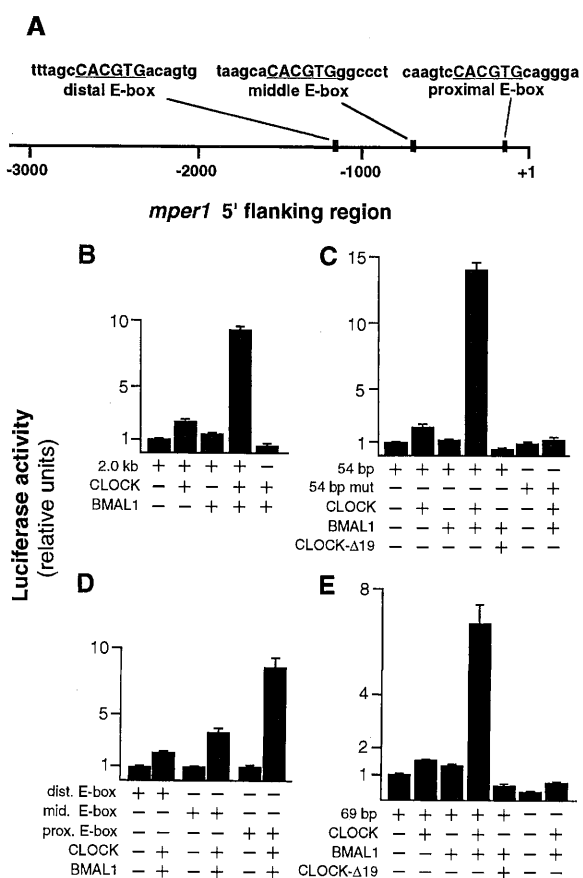 A
tttagcCACGTGacagtg taagcaCACGTGggccct caagtcCACGTGcaggga
distal E-box middle E-box proximal E-box
-3000 -2000 -1000 +1
mper1 5' flanking region
Luciferase activity
(relative units)
B
10
5
1
2.0 kb + + + + −
CLOCK − + − + +
BMAL1 − − + + +
C
15
10
5
1
54 bp + + + + + − −
54 bp mut − − − − − + +
CLOCK − + − + − − +
BMAL1 − − + + + − +
CLOCK-Δ19 − − − − + − −
D
10
5
1
dist. E-box + + − − − −
mid. E-box − − + + − −
prox. E-box − − − − + +
CLOCK − + − + − +
BMAL1 − + − + − +
E
8
4
2
1
69 bp + + + + + − −
CLOCK − + − + − − +
BMAL1 − − + + + − +
CLOCK-Δ19 − − − − + − −